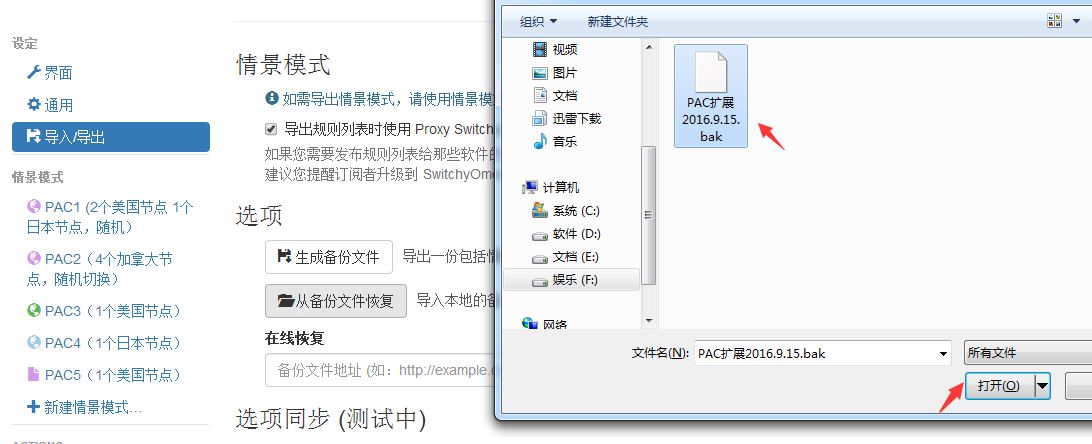 设定
界面
通用
导入/导出
情景模式
PAC1 (2个美国节点 1个
日本节点，随机）
PAC2（4个加拿大节
点，随机切换）
PAC3（1个美国节点）
PAC4（1个日本节点）
PAC5（1个美国节点）
新建情景模式…
情景模式
如需导出情景模式，请使用情景模
导出规则列表时使用 Proxy Switch
如果您需要发布规则列表给那些软件的
建议您提醒订阅者升级到 SwitchyOme
选项
生成备份文件
导出一份包括情
从备份文件恢复
导入本地的备
在线恢复
备份文件地址 (如：http://example.c
选项同步 (测试中)
组织
新建文件夹
视频
图片
文档
迅雷下载
音乐
计算机
系统 (C:)
软件 (D:)
文档 (E:)
娱乐 (F:)
网络
PAC扩展
2016.9.15.
bak
文件名(N):
PAC扩展2016.9.15.bak
所有文件
打开(O)